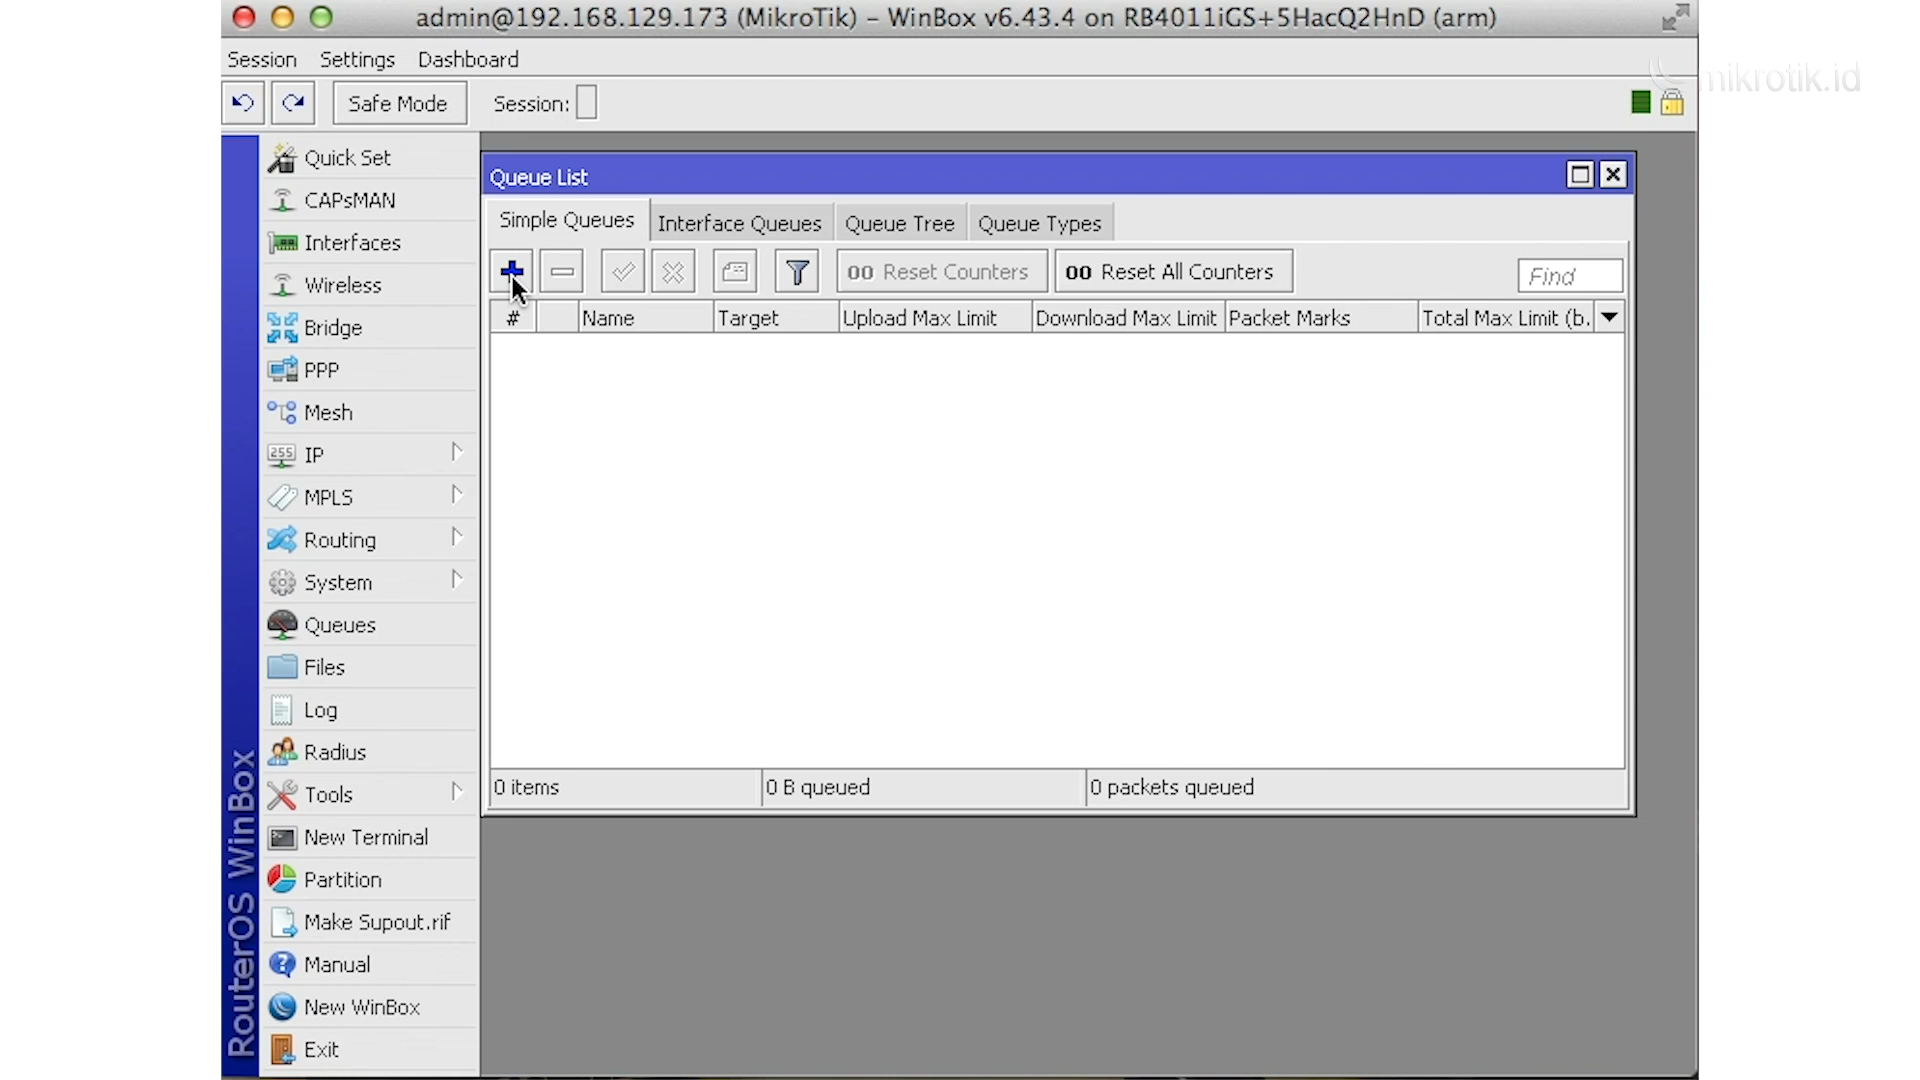 admin@192.168.129.173 (MikroTik) – WinBox v6.43.4 on RB4011iGS+5HacQ2HnD (arm)
Session Settings Dashboard
mikrotik.id
Safe Mode Session:
Quick Set
CAPsMAN
Interfaces
Wireless
Bridge
PPP
Mesh
255 IP
MPLS
Routing
System
Queues
Files
Log
Radius
Tools
New Terminal
Partition
Make Supout.rif
Manual
New WinBox
Exit
RouterOS WinBox
Queue List
Simple Queues Interface Queues Queue Tree Queue Types
00 Reset Counters 00 Reset All Counters Find
# Name Target Upload Max Limit Download Max Limit Packet Marks Total Max Limit (b.
0 items 0 B queued 0 packets queued